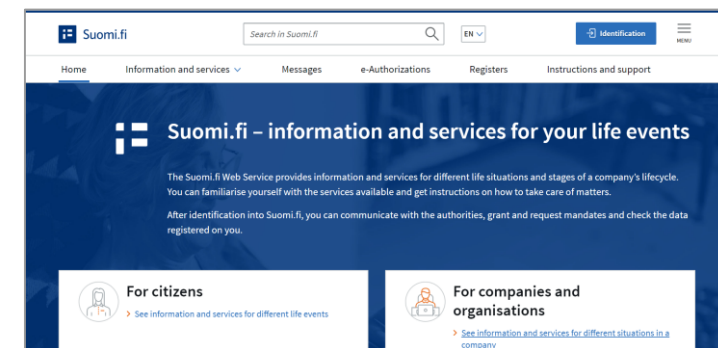 Suomi.fi
Search in Suomi.fi
EN
Identification
MENU
Home
Information and services
Messages
e-Authorizations
Registers
Instructions and support
Suomi.fi – information and services for your life events
The Suomi.fi Web Service provides information and services for different life situations and stages of a company's lifecycle.
You can familiarise yourself with the services available and get instructions on how to take care of matters.
After identification into Suomi.fi, you can communicate with the authorities, grant and request mandates and check the data
registered on you.
For citizens
See information and services for different life events
For companies and
organisations
See information and services for different situations in a
company